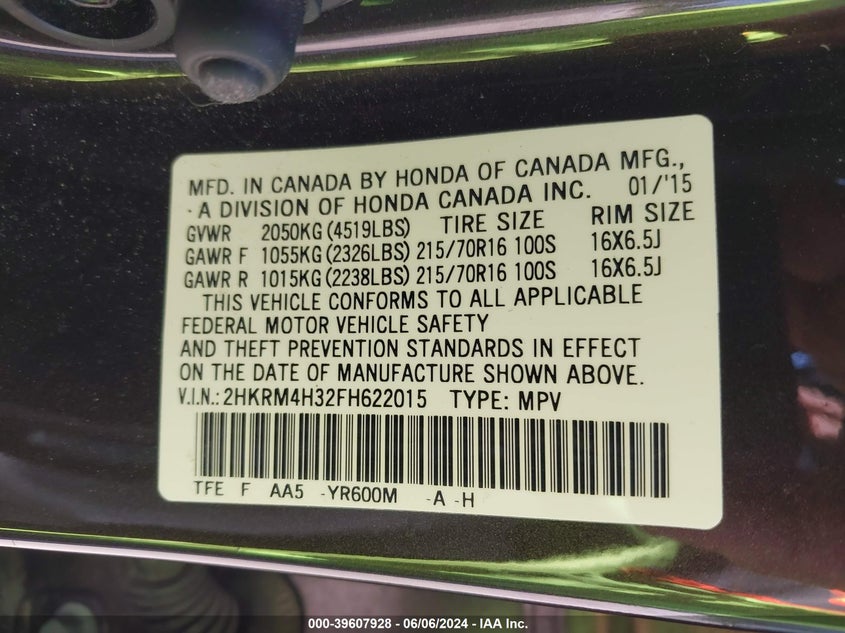 MFD. IN CANADA BY HONDA OF CANADA MFG.,
· A DIVISION OF HONDA CANADA INC. 01/'15
GVWR 2050KG (4519LBS) TIRE SIZE RIM SIZE
GAWR F 1055KG (2326LBS) 215/70R16 100S 16X6.5J
GAWR R 1015KG (2238LBS) 215/70R16 100S 16X6.5J
THIS VEHICLE CONFORMS TO ALL APPLICABLE
FEDERAL MOTOR VEHICLE SAFETY
AND THEFT PREVENTION STANDARDS IN EFFECT
ON THE DATE OF MANUFACTURE SHOWN ABOVE.
V.I.N.: 2HKRM4H32FH622015 TYPE: MPV
TFE F AA5 -YR600M -A -H
000-39607928 - 06/06/2024 - IAA Inc.